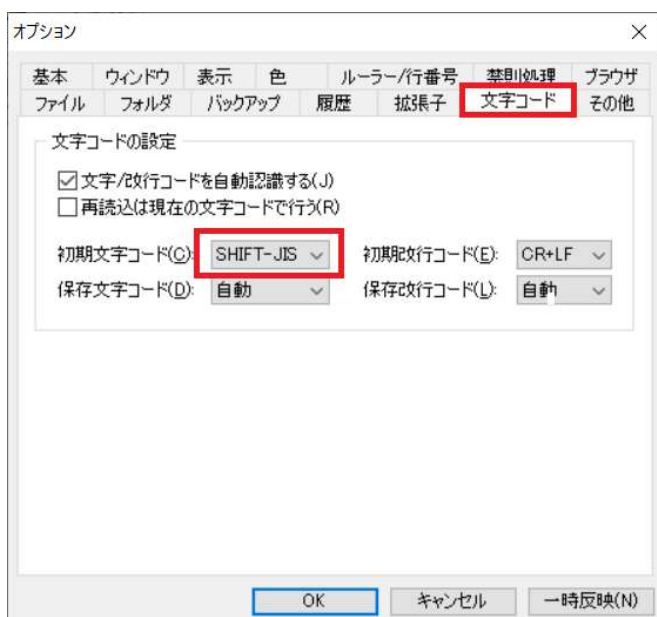 オプション
基本 ウィンドウ 表示 色 ルーラー/行番号 禁則処理 ブラウザ
ファイル フォルダ バックアップ 履歴 拡張子 文字コード その他
文字コードの設定
文字/改行コードを自動認識する(J)
再読込は現在の文字コードで行う(R)
初期文字コード(C): SHIFT-JIS 初期改行コード(E): CR+LF
保存文字コード(D): 自動 保存改行コード(L): 自動
OK キャンセル 一時反映(N)